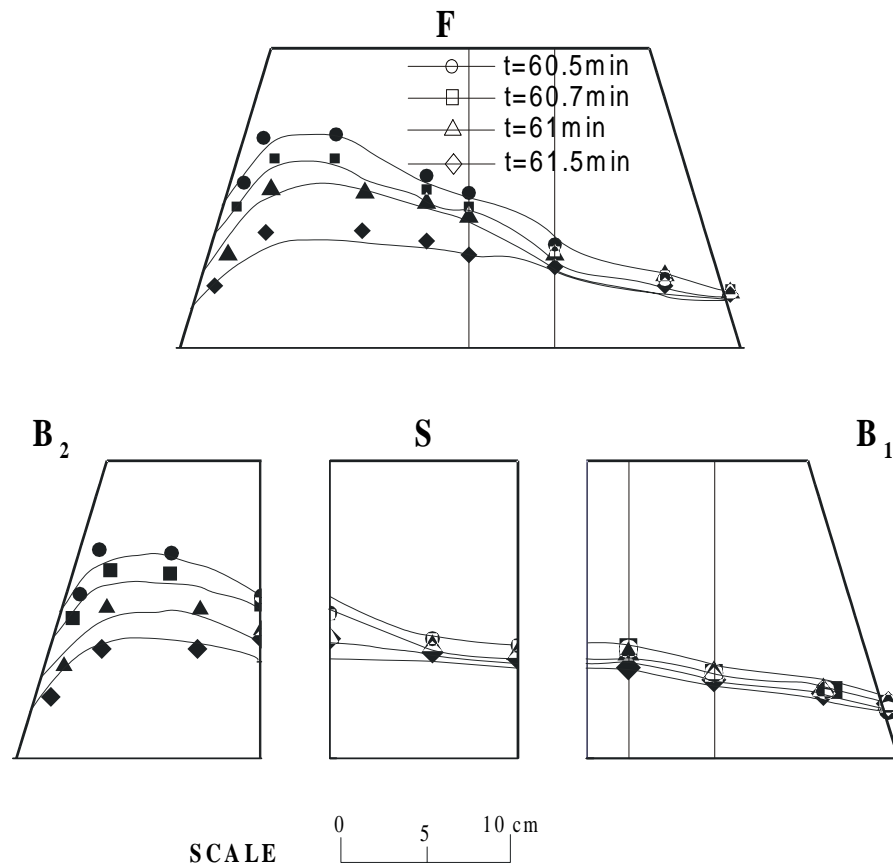 F
t=60.5min
t=60.7min
t=61min
t=61.5min
B2 S B1
0 5 10 cm
SCALE